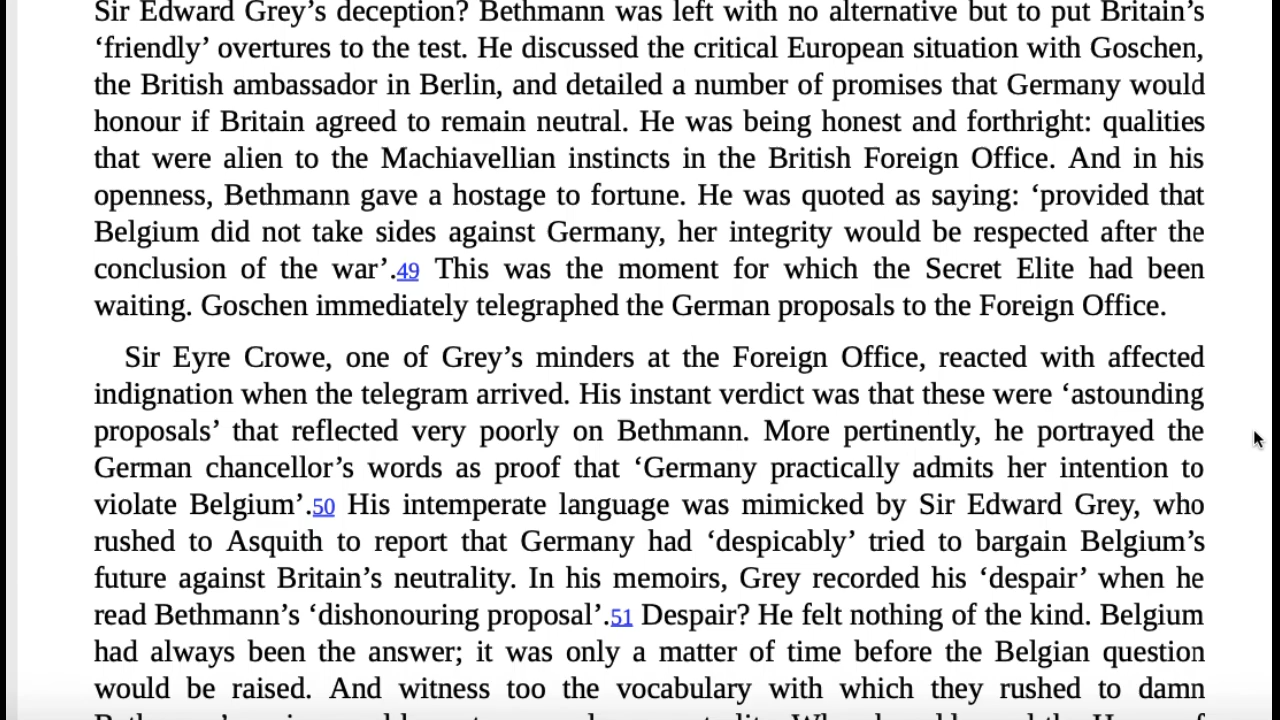 Sir Edward Grey’s deception? Bethmann was left with no alternative but to put Britain’s
‘friendly’ overtures to the test. He discussed the critical European situation with Goschen,
the British ambassador in Berlin, and detailed a number of promises that Germany would
honour if Britain agreed to remain neutral. He was being honest and forthright: qualities
that were alien to the Machiavellian instincts in the British Foreign Office. And in his
openness, Bethmann gave a hostage to fortune. He was quoted as saying: ‘provided that
Belgium did not take sides against Germany, her integrity would be respected after the
conclusion of the war’.49 This was the moment for which the Secret Elite had been
waiting. Goschen immediately telegraphed the German proposals to the Foreign Office.
Sir Eyre Crowe, one of Grey’s minders at the Foreign Office, reacted with affected
indignation when the telegram arrived. His instant verdict was that these were ‘astounding
proposals’ that reflected very poorly on Bethmann. More pertinently, he portrayed the
German chancellor’s words as proof that ‘Germany practically admits her intention to
violate Belgium’.50 His intemperate language was mimicked by Sir Edward Grey, who
rushed to Asquith to report that Germany had ‘despicably’ tried to bargain Belgium’s
future against Britain’s neutrality. In his memoirs, Grey recorded his ‘despair’ when he
read Bethmann’s ‘dishonouring proposal’.51 Despair? He felt nothing of the kind. Belgium
had always been the answer; it was only a matter of time before the Belgian question
would be raised. And witness too the vocabulary with which they rushed to damn